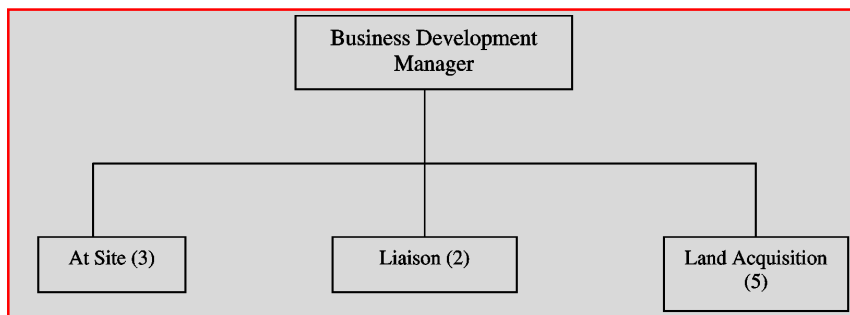 Business Development
Manager
At Site (3)
Liaison (2)
Land Acquisition
(5)